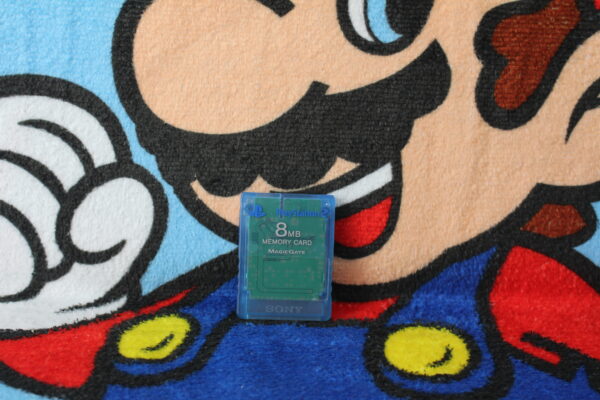 PlayStation 2
8MB
MEMORY CARD
MAGICGATE
SONY